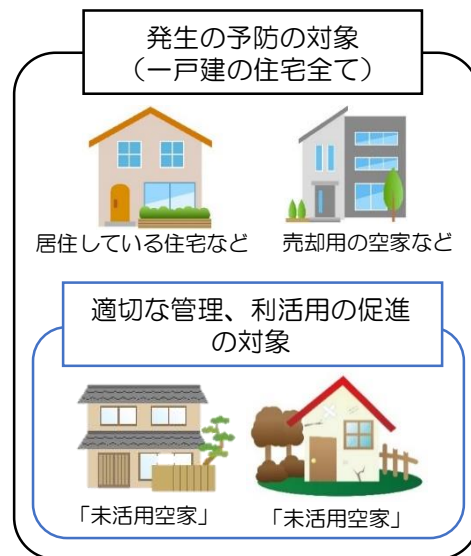 発生の予防の対象
（一戸建の住宅全て）
居住している住宅など
売却用の空家など
適切な管理、利活用の促進
の対象
「未活用空家」
「未活用空家」